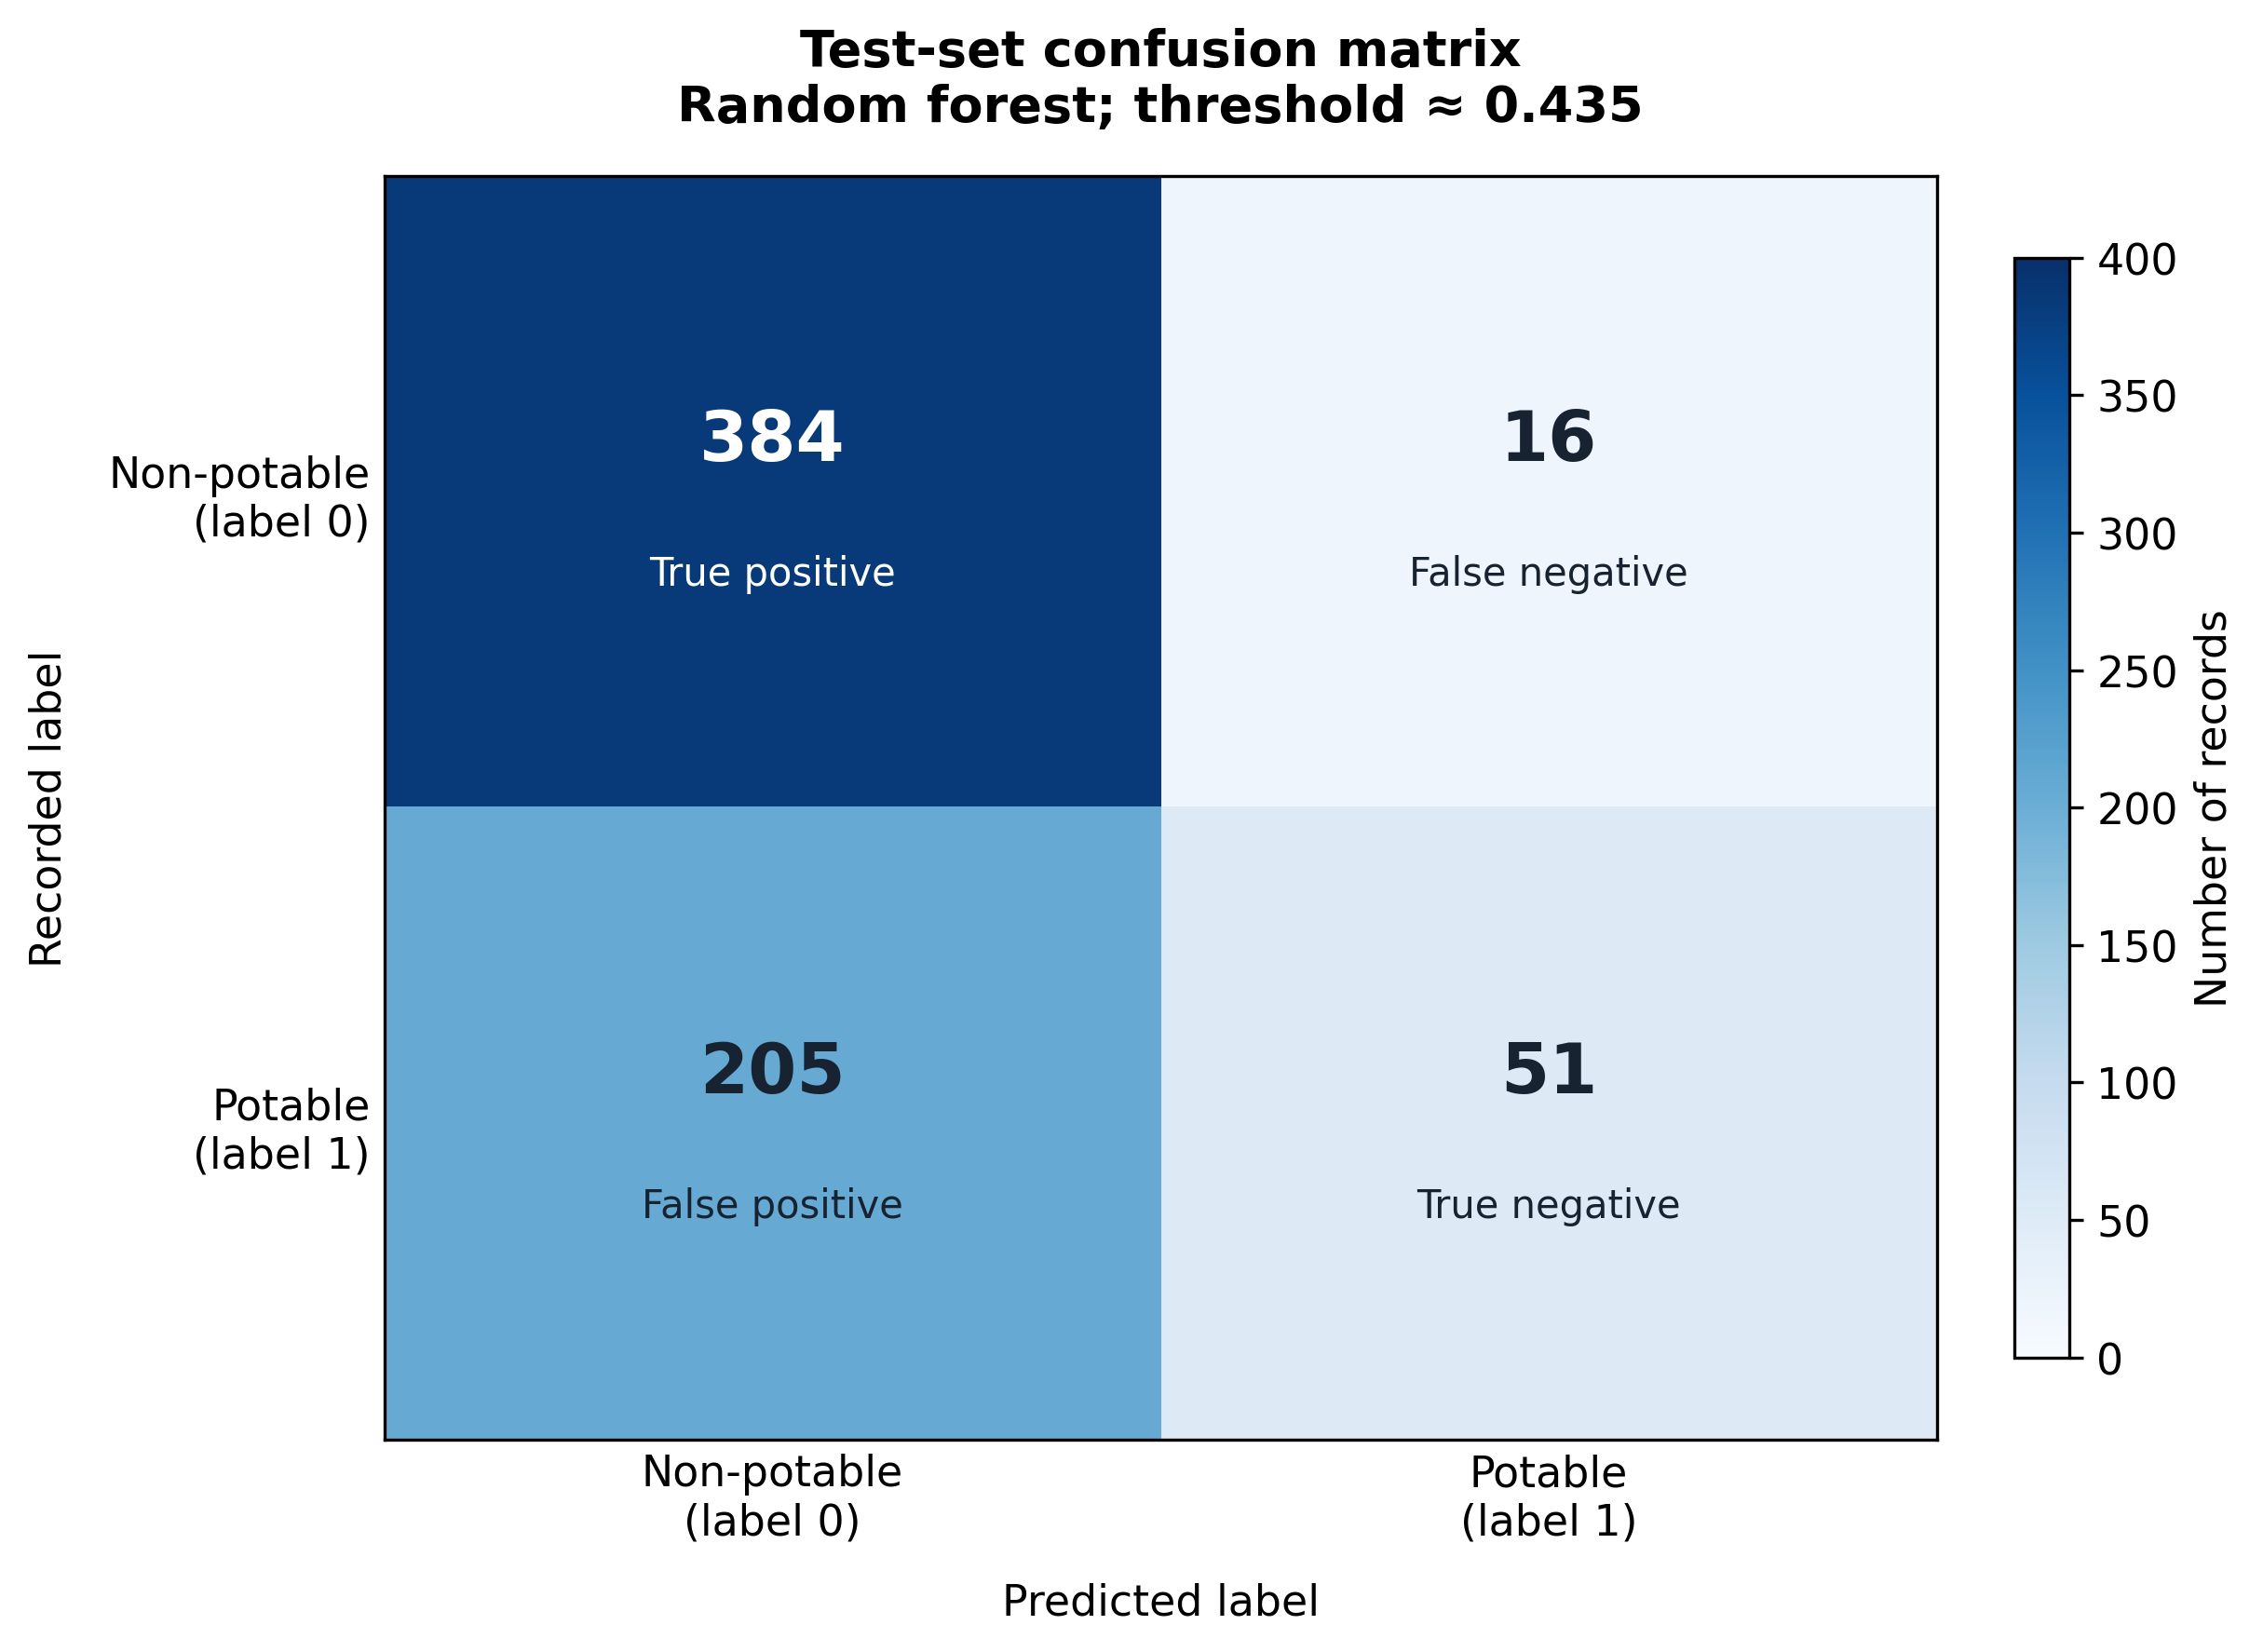 Test-set confusion matrix
Random forest; threshold ≈ 0.435
Recorded label
Non-potable
(label 0)
384
True positive
16
False negative
Potable
(label 1)
205
False positive
51
True negative
Non-potable
(label 0)
Potable
(label 1)
Predicted label
400
350
300
250
200
150
100
50
0
Number of records